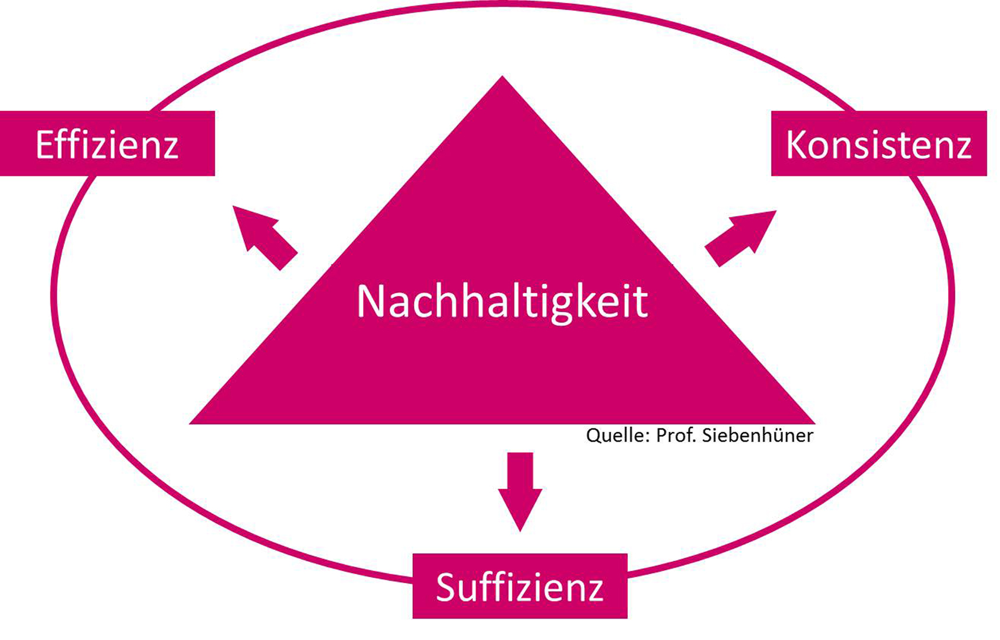 Effizienz
Konsistenz
Nachhaltigkeit
Quelle: Prof. Siebenhüner
Suffizienz